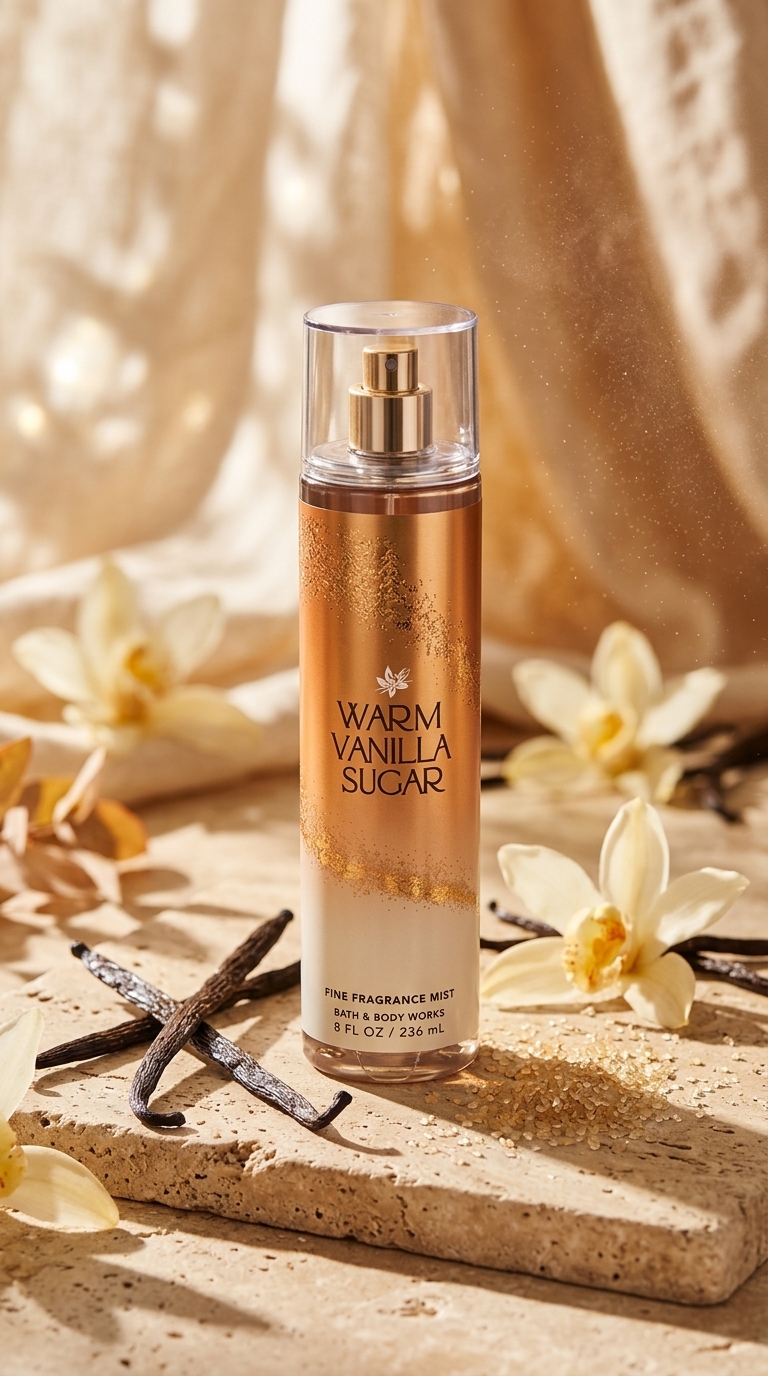 WARM
VANILLA
SUGAR
FINE FRAGRANCE MIST
BATH & BODY WORKS
8 FL OZ / 236 mL